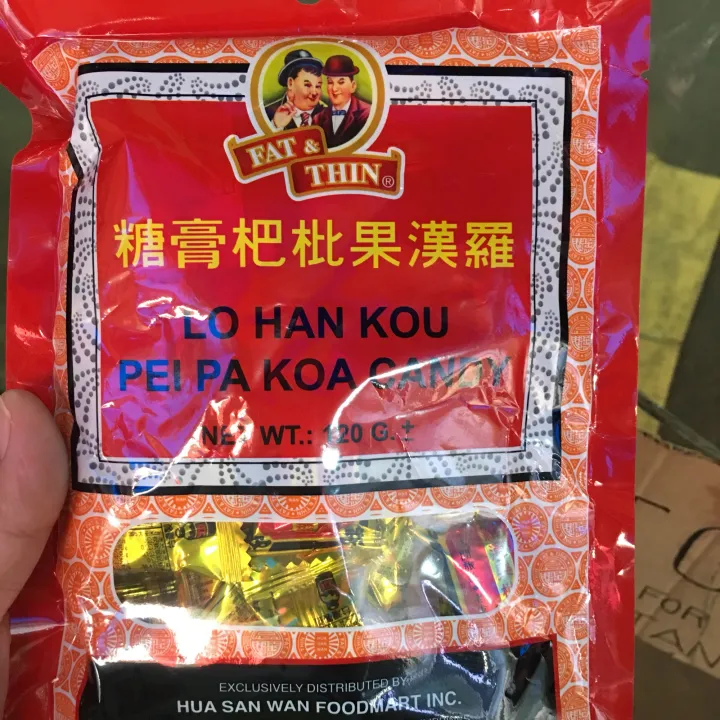 FAT &
THIN ®
羅漢果枇杷膏糖
LO HAN KOU
PEI PA KOA CANDY
NET WT.: 120 G.±
EXCLUSIVELY DISTRIBUTED BY
HUA SAN WAN FOODMART INC.
FOR